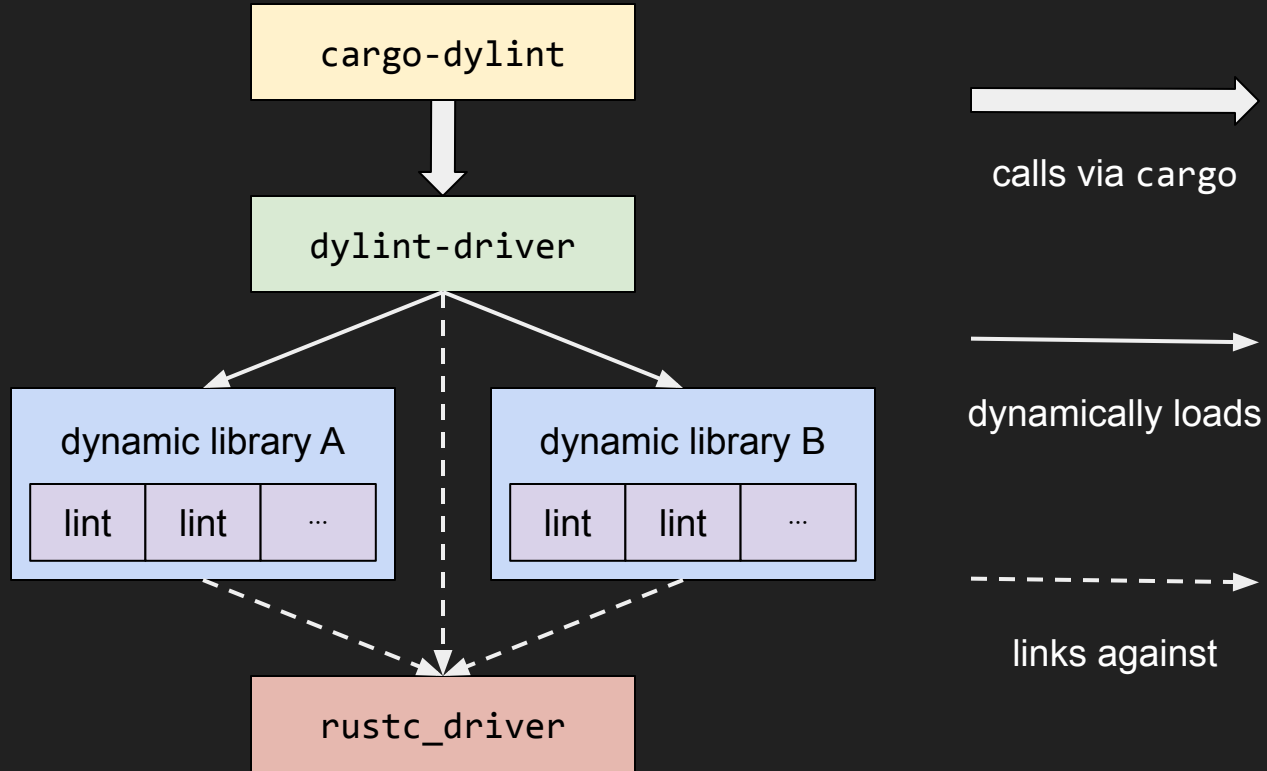 cargo-dylint
calls via cargo
dylint-driver
dynamically loads
dynamic library A
lint lint ...
dynamic library B
lint lint ...
links against
rustc_driver